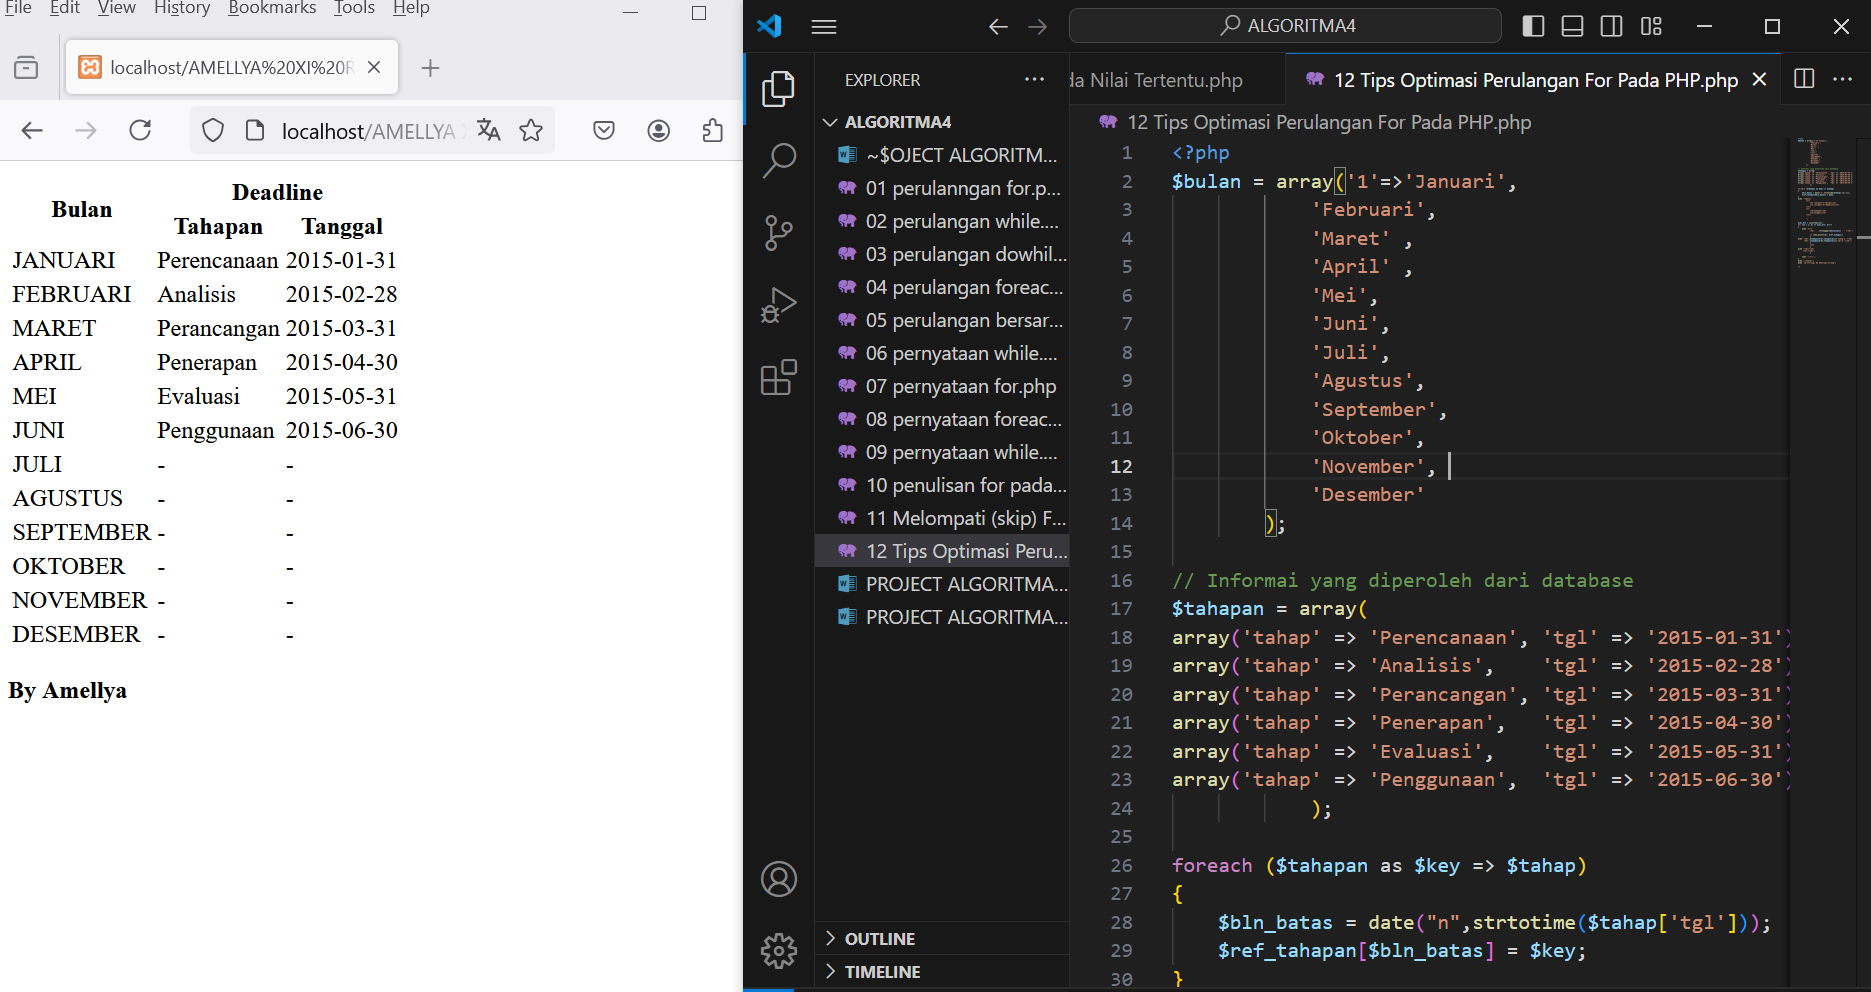 File Edit View History Bookmarks Tools Help
localhost/AMELLYA%20XI%20R
localhost/AMELLYA
Bulan Deadline
Tahapan Tanggal
JANUARI Perencanaan 2015-01-31
FEBRUARI Analisis 2015-02-28
MARET Perancangan 2015-03-31
APRIL Penerapan 2015-04-30
MEI Evaluasi 2015-05-31
JUNI Penggunaan 2015-06-30
JULI - -
AGUSTUS - -
SEPTEMBER - -
OKTOBER - -
NOVEMBER - -
DESEMBER - -
By Amellya
ALGORITMA4
EXPLORER
ALGORITMA4
~$OJECT ALGORITM...
01 perulanngan for.p...
02 perulangan while....
03 perulangan dowhil...
04 perulangan foreac...
05 perulangan bersar...
06 pernyataan while....
07 pernyataan for.php
08 pernyataan foreac...
09 pernyataan while....
10 penulisan for pada...
11 Melompati (skip) F...
12 Tips Optimasi Peru...
PROJECT ALGORITMA...
PROJECT ALGORITMA...
OUTLINE
TIMELINE
da Nilai Tertentu.php
12 Tips Optimasi Perulangan For Pada PHP.php
12 Tips Optimasi Perulangan For Pada PHP.php
1 <?php
2 $bulan = array('1'=>'Januari',
3 'Februari',
4 'Maret' ,
5 'April' ,
6 'Mei',
7 'Juni',
8 'Juli',
9 'Agustus',
10 'September',
11 'Oktober',
12 'November',
13 'Desember'
14 );
15
16 // Informai yang diperoleh dari database
17 $tahapan = array(
18 array('tahap' => 'Perencanaan', 'tgl' => '2015-01-31')
19 array('tahap' => 'Analisis', 'tgl' => '2015-02-28')
20 array('tahap' => 'Perancangan', 'tgl' => '2015-03-31')
21 array('tahap' => 'Penerapan', 'tgl' => '2015-04-30')
22 array('tahap' => 'Evaluasi', 'tgl' => '2015-05-31')
23 array('tahap' => 'Penggunaan', 'tgl' => '2015-06-30')
24 );
25
26 foreach ($tahapan as $key => $tahap)
27 {
28 $bln_batas = date("n",strtotime($tahap['tgl']));
29 $ref_tahapan[$bln_batas] = $key;
30 }